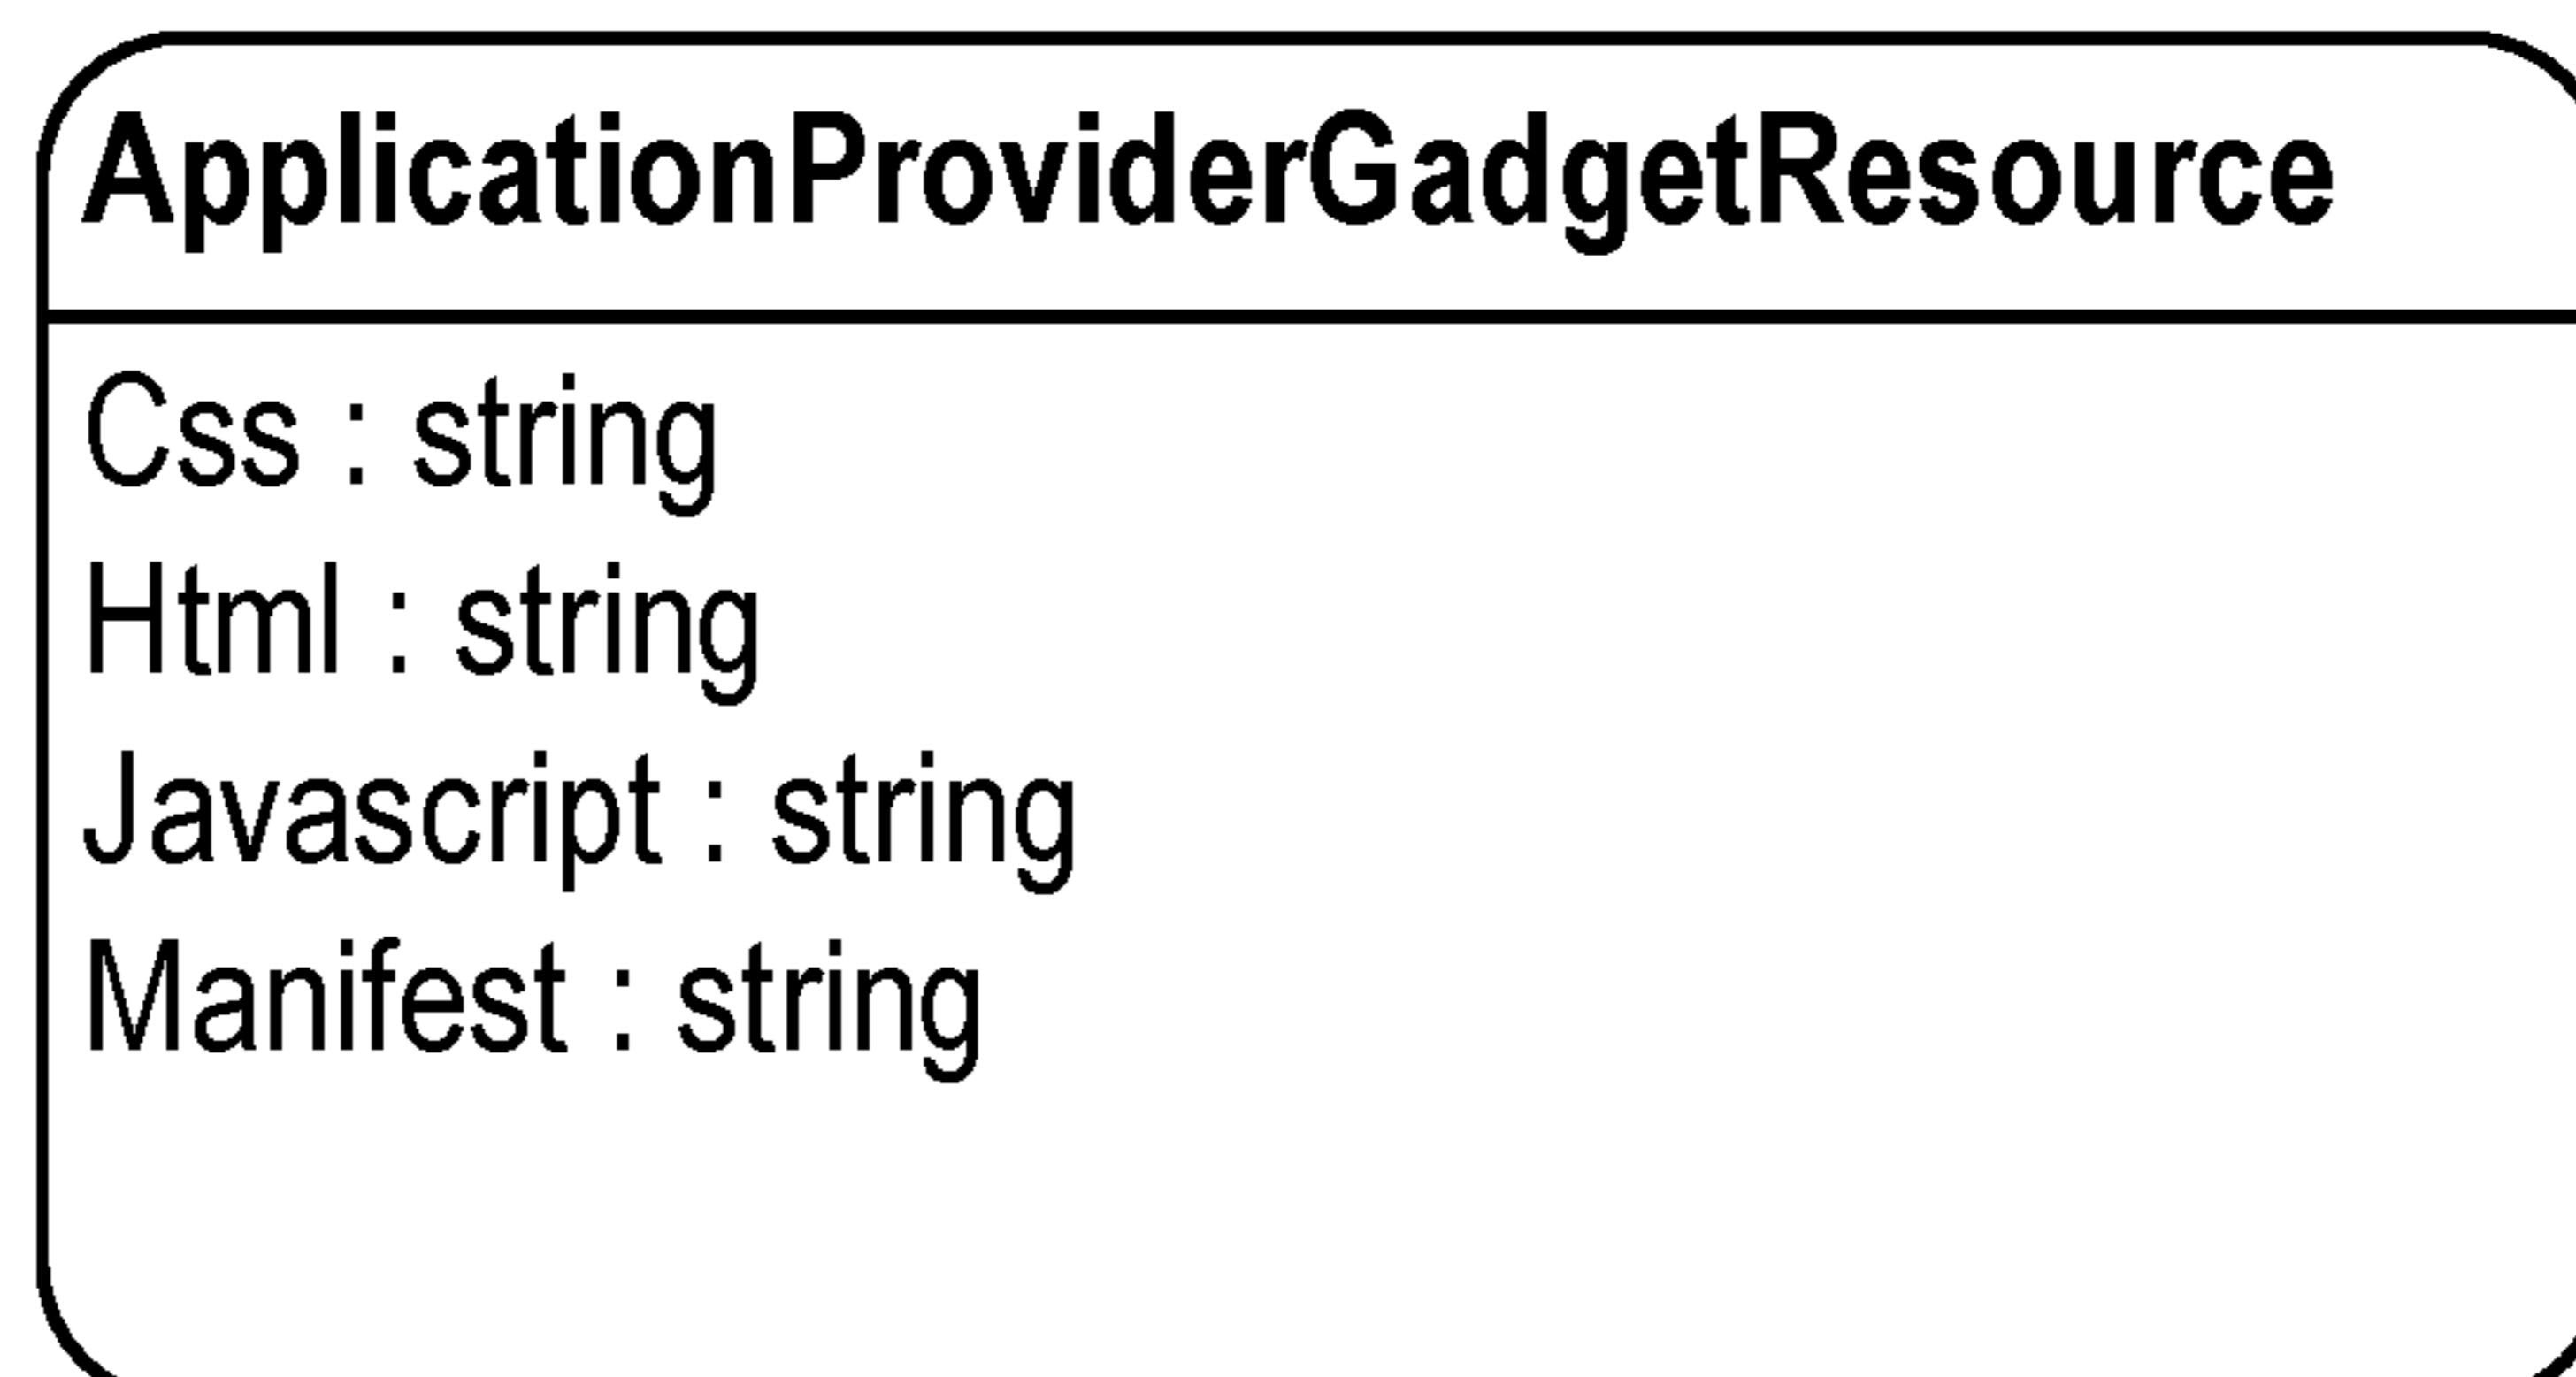 ApplicationProviderGadgetResource
Css : string
Html : string
Javascript : string
Manifest : string